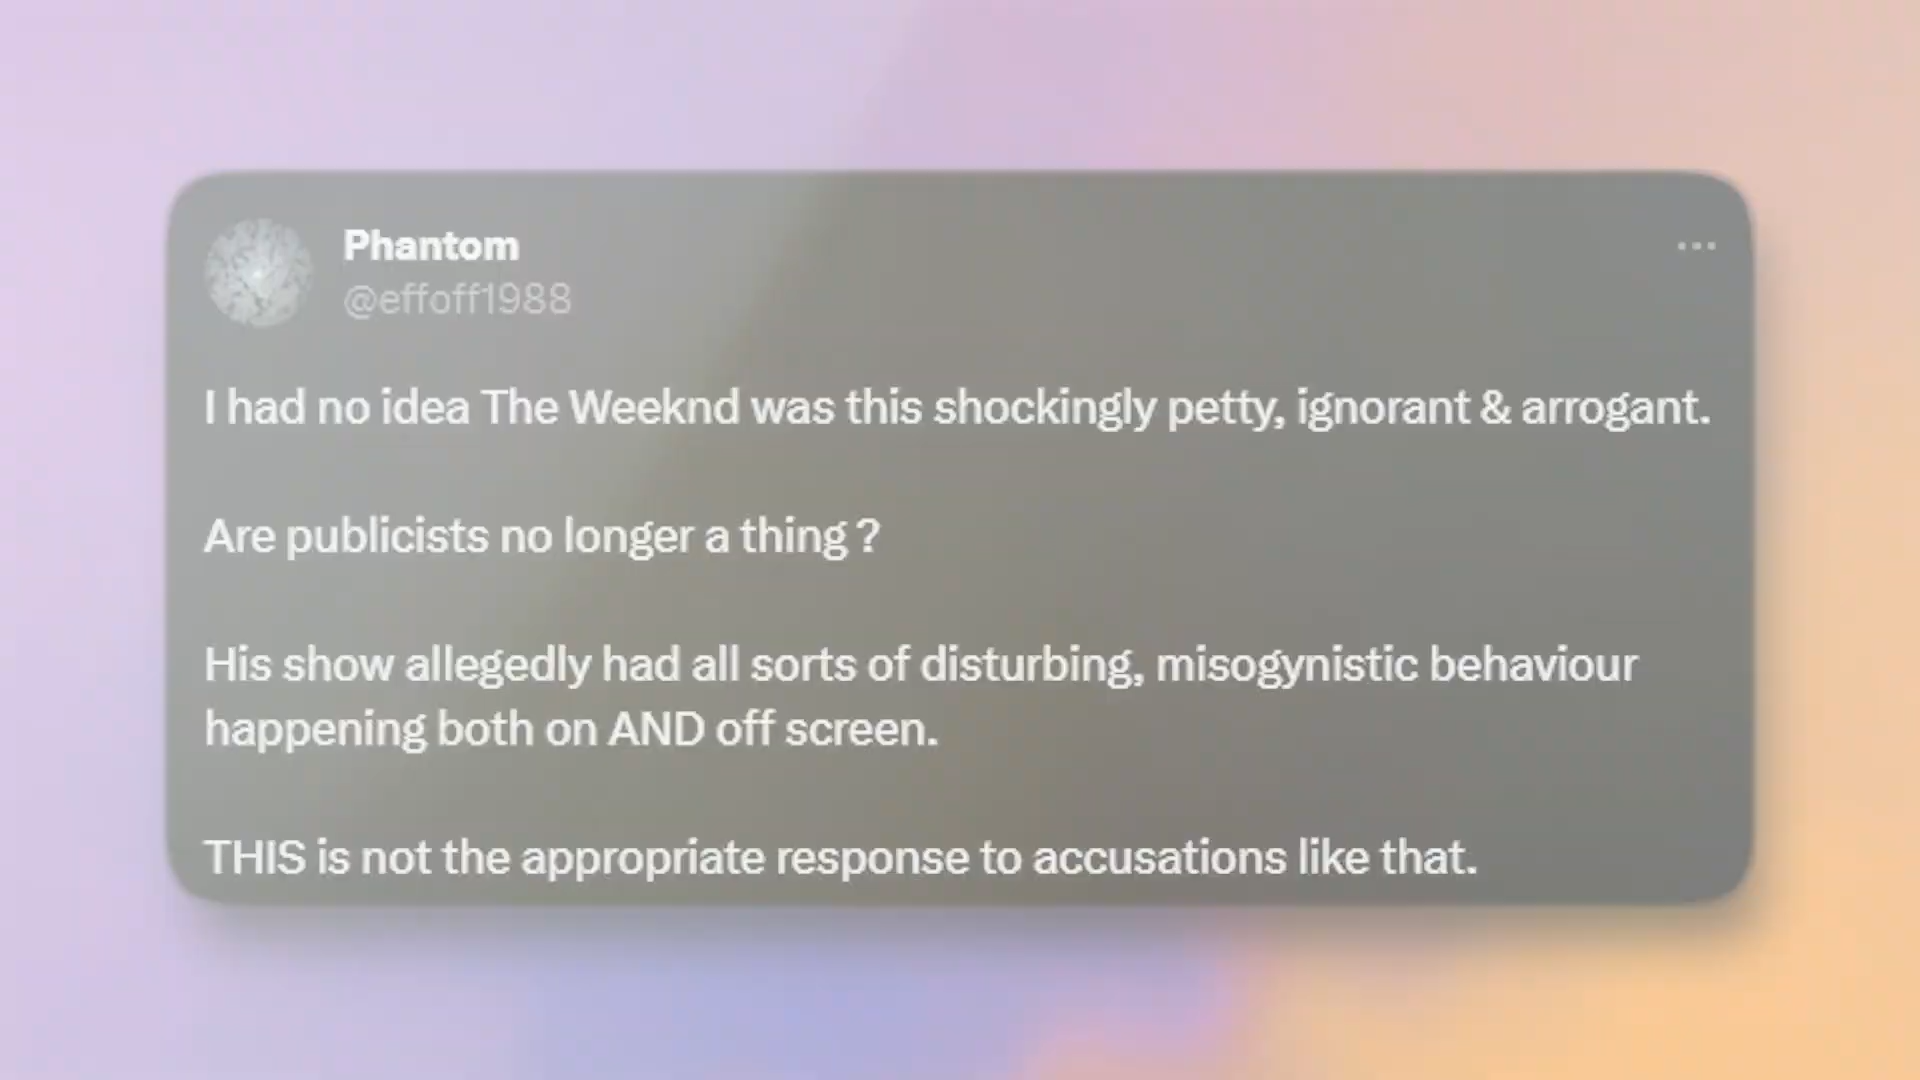 Phantom
@effoff1988
I had no idea The Weeknd was this shockingly petty, ignorant & arrogant.
Are publicists no longer a thing ?
His show allegedly had all sorts of disturbing, misogynistic behaviour
happening both on AND off screen.
THIS is not the appropriate response to accusations like that.